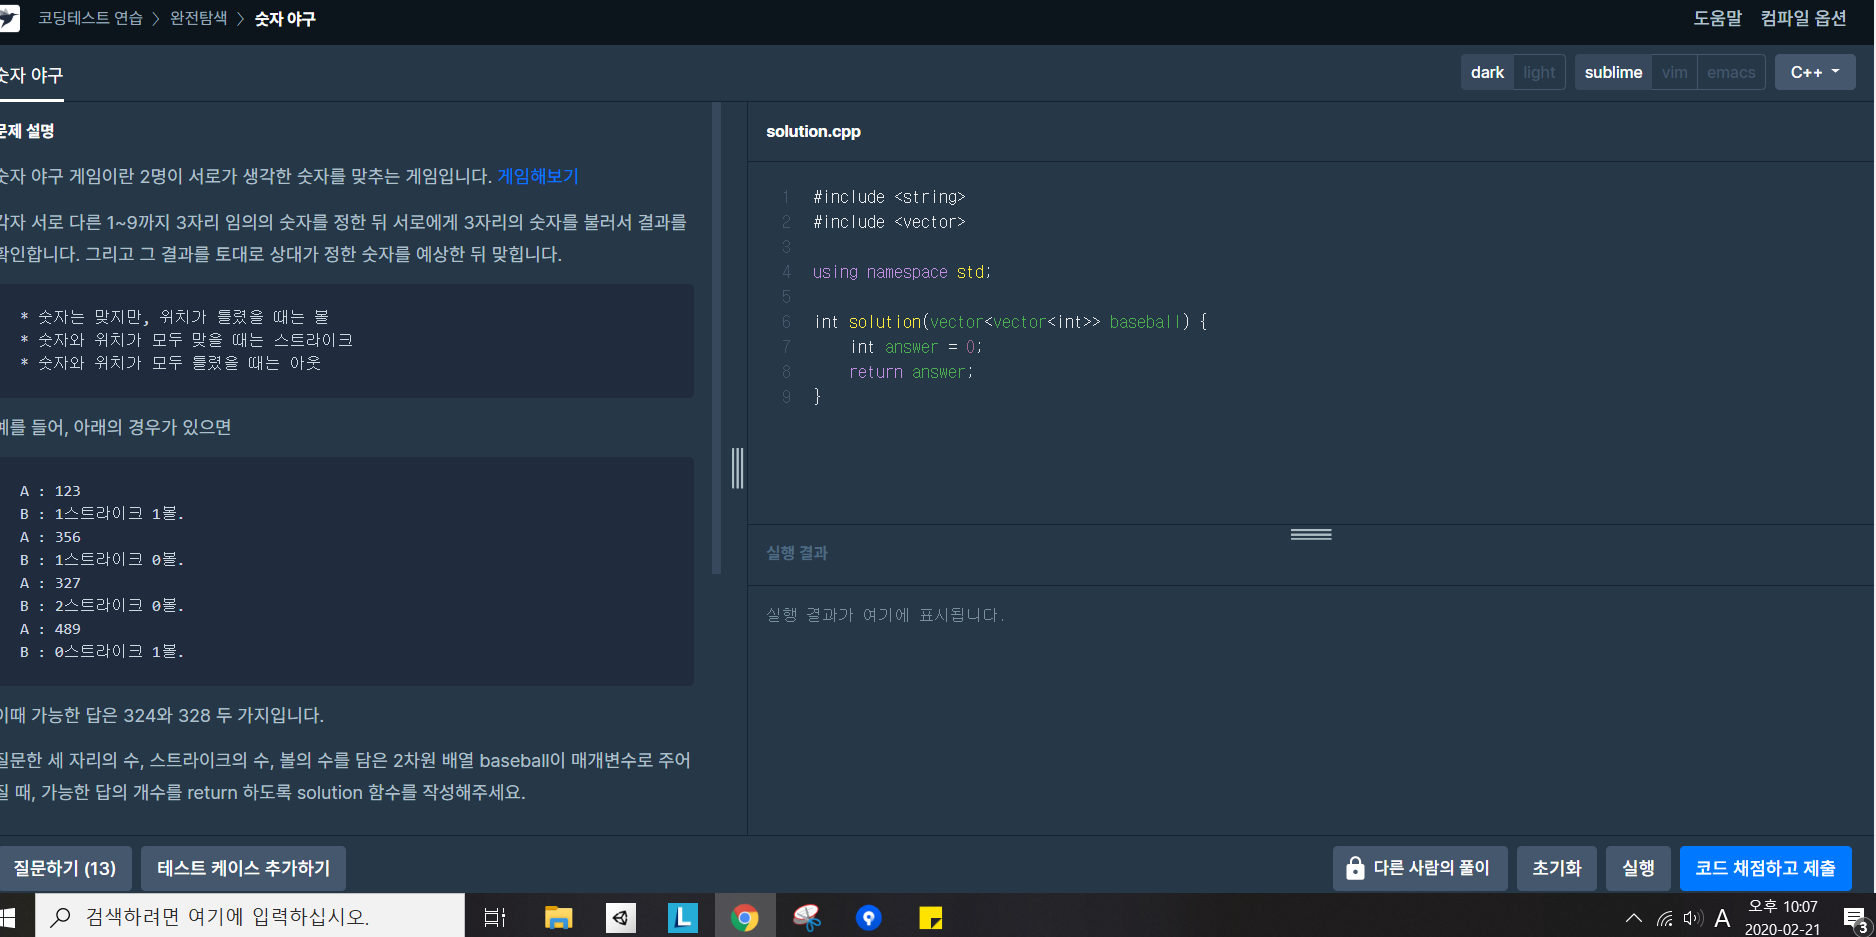 코딩테스트 연습 > 완전탐색 > 숫자 야구
도움말 컴파일 옵션
숫자 야구
dark light sublime vim emacs C++
문제 설명
숫자 야구 게임이란 2명이 서로가 생각한 숫자를 맞추는 게임입니다. 게임해보기
각자 서로 다른 1~9까지 3자리 임의의 숫자를 정한 뒤 서로에게 3자리의 숫자를 불러서 결과를
확인합니다. 그리고 그 결과를 토대로 상대가 정한 숫자를 예상한 뒤 맞힙니다.
* 숫자는 맞지만, 위치가 틀렸을 때는 볼
* 숫자와 위치가 모두 맞을 때는 스트라이크
* 숫자와 위치가 모두 틀렸을 때는 아웃
예를 들어, 아래의 경우가 있으면
A : 123
B : 1스트라이크 1볼.
A : 356
B : 1스트라이크 0볼.
A : 327
B : 2스트라이크 0볼.
A : 489
B : 0스트라이크 1볼.
이때 가능한 답은 324와 328 두 가지입니다.
질문한 세 자리의 수, 스트라이크의 수, 볼의 수를 담은 2차원 배열 baseball이 매개변수로 주어
질 때, 가능한 답의 개수를 return 하도록 solution 함수를 작성해주세요.
solution.cpp
1 #include <string>
2 #include <vector>
3
4 using namespace std;
5
6 int solution(vector<vector<int>> baseball) {
7     int answer = 0;
8     return answer;
9 }
실행 결과
실행 결과가 여기에 표시됩니다.
질문하기 (13) 테스트 케이스 추가하기
다른 사람의 풀이 초기화 실행 코드 채점하고 제출
검색하려면 여기에 입력하십시오.
L
A
오후 10:07
2020-02-21
3